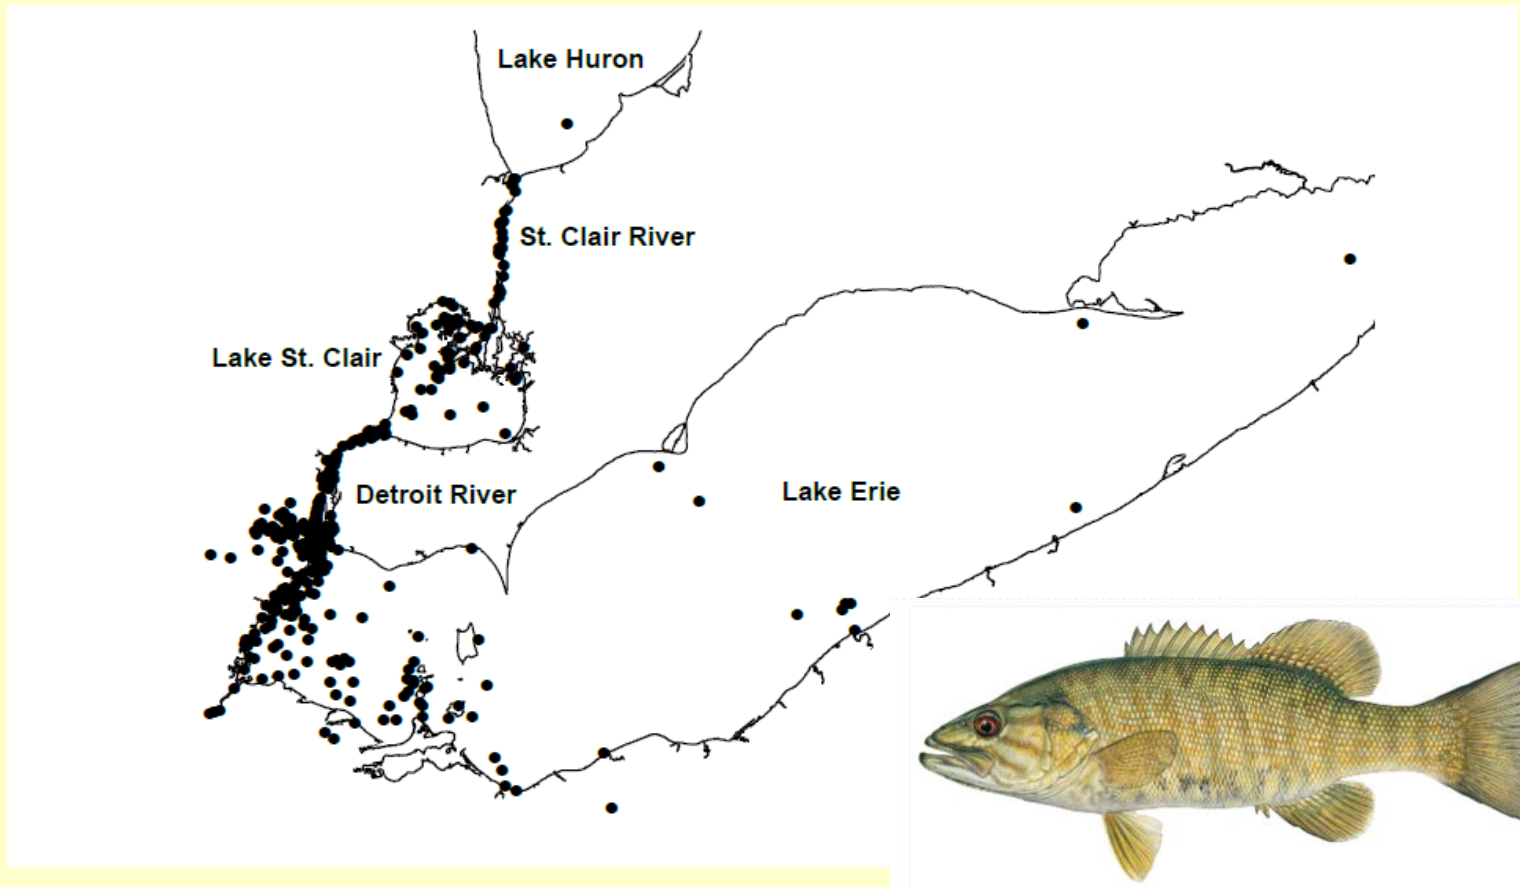 Lake Huron
St. Clair River
Lake St. Clair
Detroit River
Lake Erie